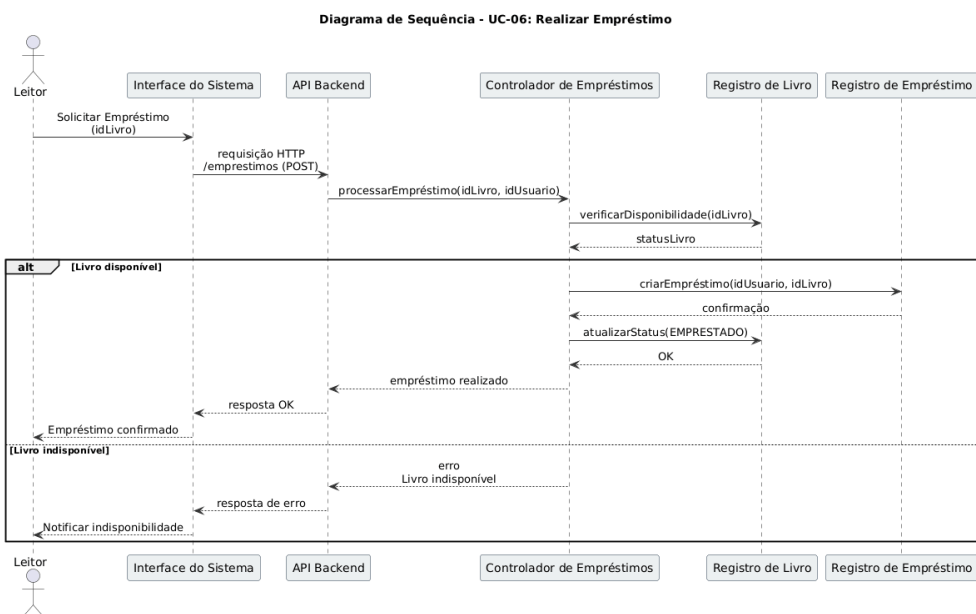 Diagrama de Sequência - UC-06: Realizar Empréstimo
Leitor
Interface do Sistema
API Backend
Controlador de Empréstimos
Registro de Livro
Registro de Empréstimo
Solicitar Empréstimo
(idLivro)
requisição HTTP
/emprestimos (POST)
processarEmpréstimo(idLivro, idUsuario)
verificarDisponibilidade(idLivro)
statusLivro
alt
[Livro disponível]
criarEmpréstimo(idUsuario, idLivro)
confirmação
atualizarStatus(EMPRESTADO)
OK
empréstimo realizado
resposta OK
Empréstimo confirmado
[Livro indisponível]
erro
Livro indisponível
resposta de erro
Notificar indisponibilidade
Leitor
Interface do Sistema
API Backend
Controlador de Empréstimos
Registro de Livro
Registro de Empréstimo